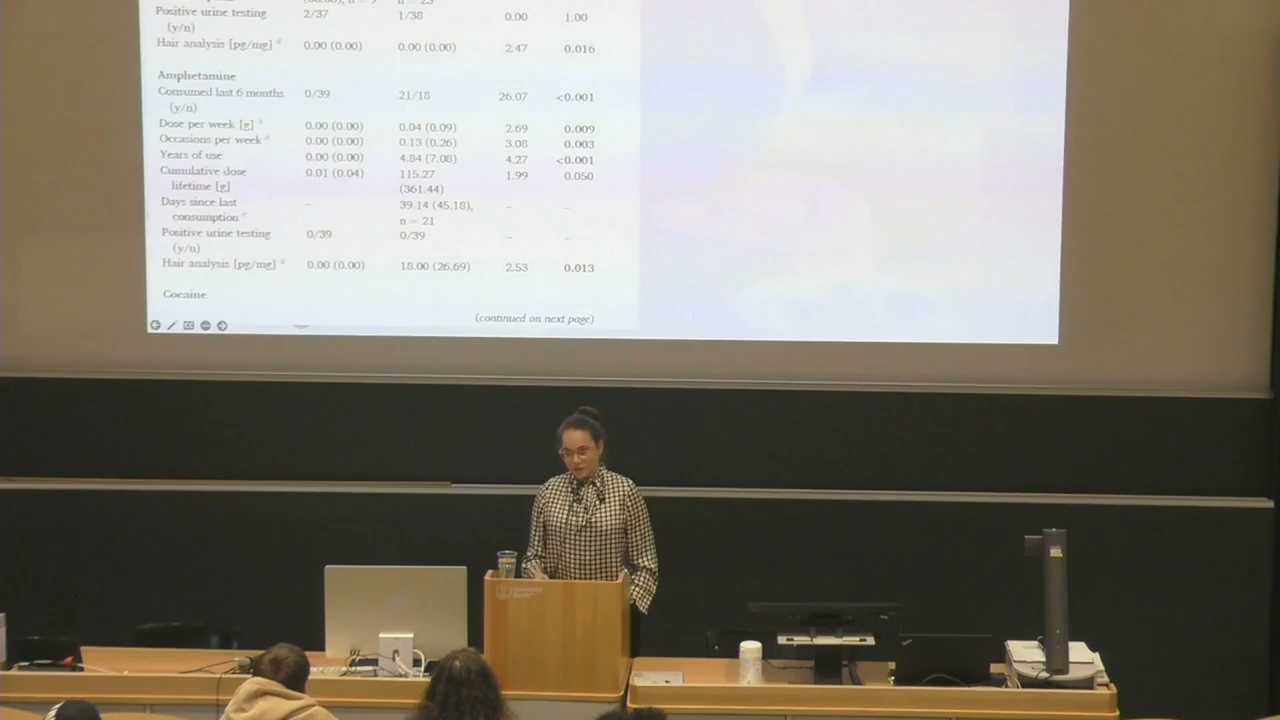 Positive urine testing 2/37 1/38 0.00 1.00
(y/n)
Hair analysis [pg/mg] d 0.00 (0.00) 0.00 (0.00) 2.47 0.016
Amphetamine
Consumed last 6 months 0/39 21/18 26.07 <0.001
(y/n)
Dose per week [g] 0.00 (0.00) 0.04 (0.09) 2.69 0.009
Occasions per week 0.00 (0.00) 0.13 (0.26) 3.08 0.003
Years of use 0.00 (0.00) 4.84 (7.08) 4.27 <0.001
Cumulative dose 0.01 (0.04) 115.27 1.99 0.050
lifetime [g] (361.44)
Days since last – 39.14 (45.18), – –
consumption n = 21
Positive urine testing 0/39 0/39 – –
(y/n)
Hair analysis [pg/mg] d 0.00 (0.00) 18.00 (26.69) 2.53 0.013
Cocaine
(continued on next page)